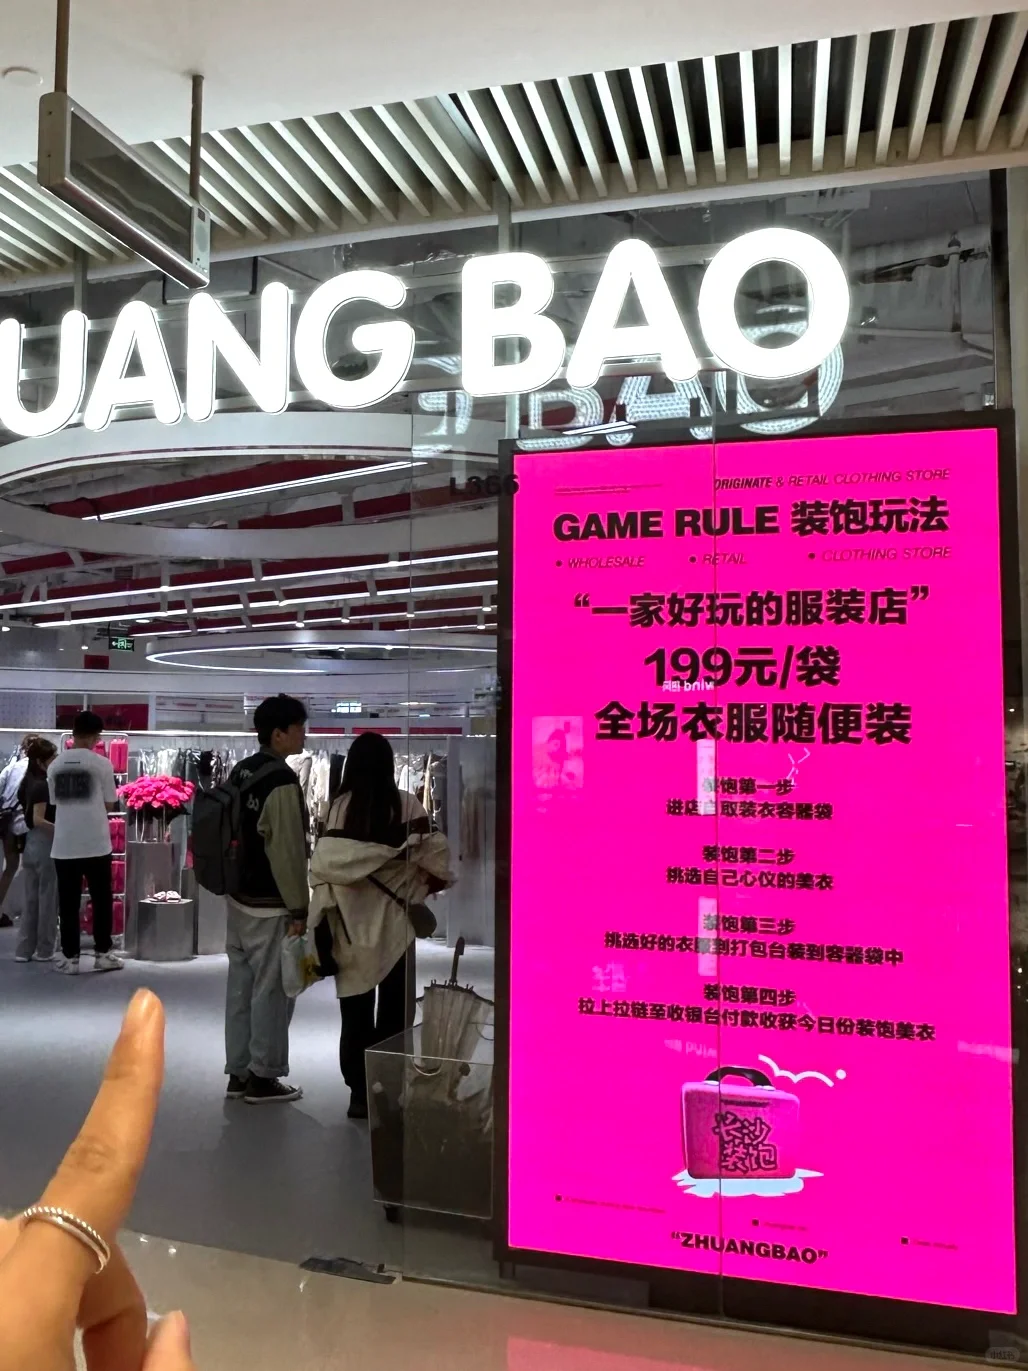 UANG BAO
L366
ORIGINATE & RETAIL CLOTHING STORE
GAME RULE 装饱玩法
• WHOLESALE • RETAIL • CLOTHING STORE
“一家好玩的服装店”
199元/袋
全场衣服随便装
装饱第一步
进店自取装衣容器袋
装饱第二步
挑选自己心仪的美衣
装饱第三步
挑选好的衣服到打包台装到容器袋中
装饱第四步
拉上拉链至收银台付款收获今日份装饱美衣
长沙
装饱
“ZHUANGBAO”